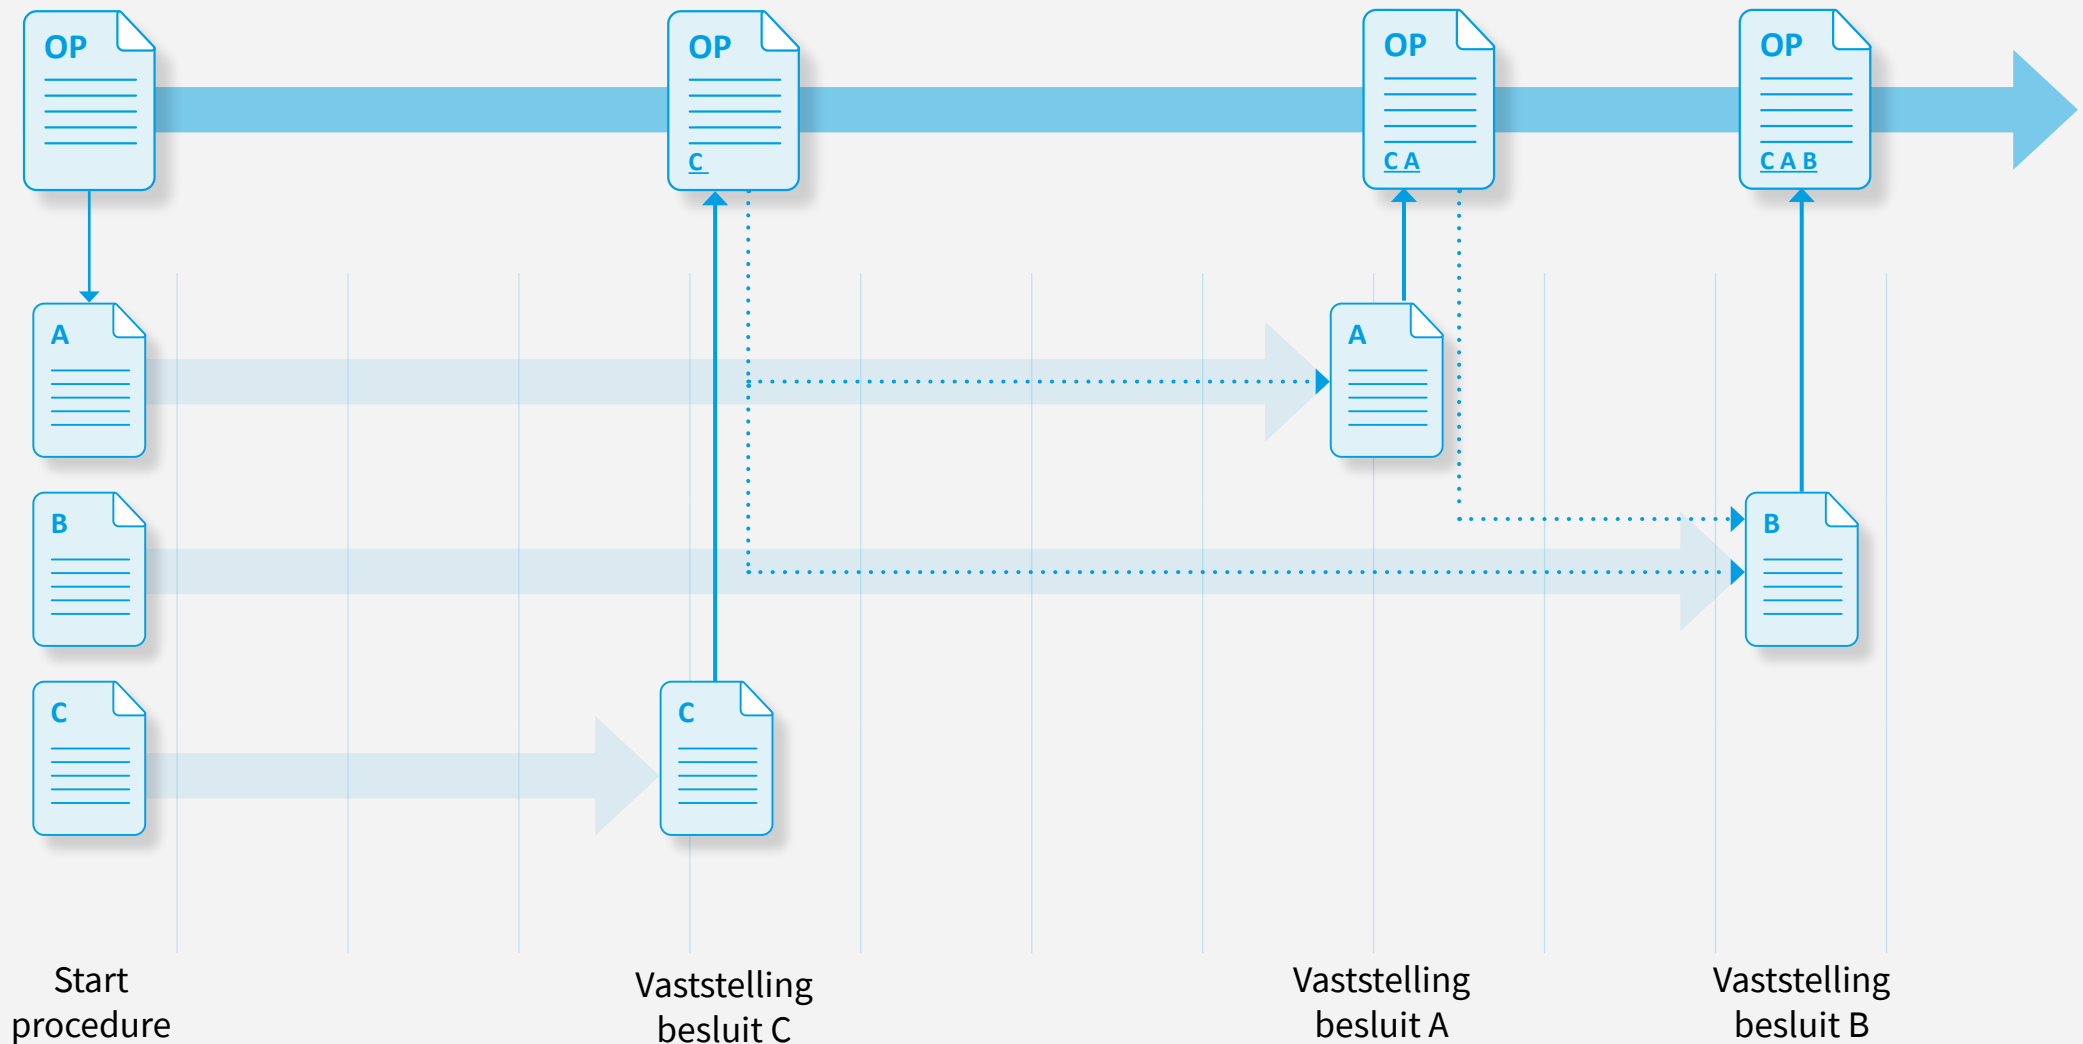 OP
OP
C
OP
C A
OP
C A B
A
A
B
B
C
C
Start
procedure
Vaststelling
besluit C
Vaststelling
besluit A
Vaststelling
besluit B